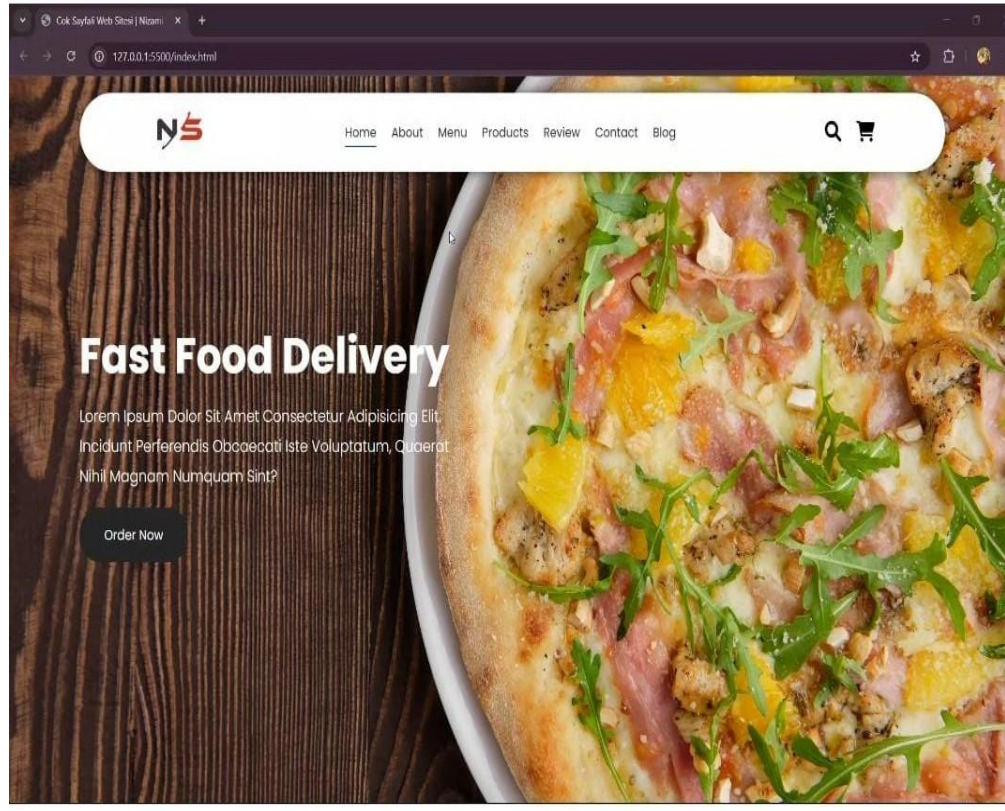 Cok Sayfali Web Sitesi | Nizami
127.0.0.1:5500/index.html
NS
Home About Menu Products Review Contact Blog
Fast Food Delivery
Lorem Ipsum Dolor Sit Amet Consectetur Adipisicing Elit.
Incidunt Perferendis Obcaecati Iste Voluptatum, Quaerat
Nihil Magnam Numquam Sint?
Order Now